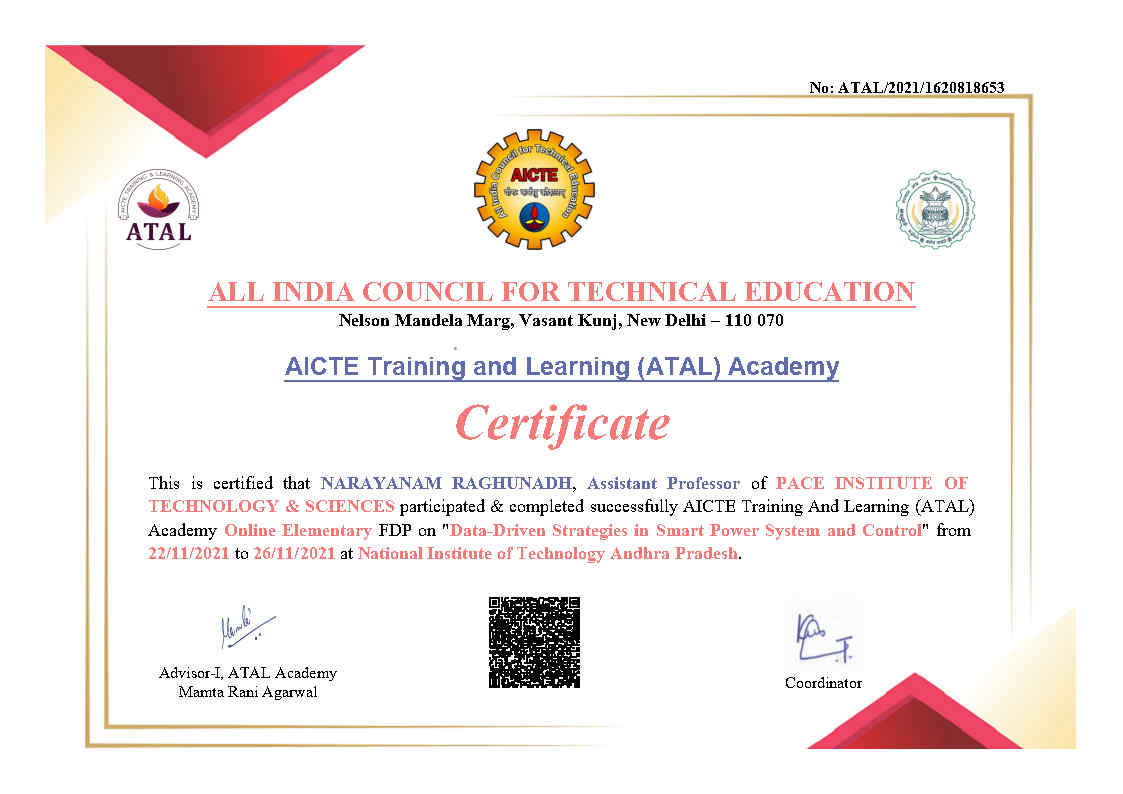 No: ATAL/2021/1620818653
AICTE TRAINING & LEARNING ACADEMY
ATAL
All India Council for Technical Education
AICTE
ALL INDIA COUNCIL FOR TECHNICAL EDUCATION
Nelson Mandela Marg, Vasant Kunj, New Delhi – 110 070
AICTE Training and Learning (ATAL) Academy
Certificate
This is certified that NARAYANAM RAGHUNADH, Assistant Professor of PACE INSTITUTE OF
TECHNOLOGY & SCIENCES participated & completed successfully AICTE Training And Learning (ATAL)
Academy Online Elementary FDP on "Data-Driven Strategies in Smart Power System and Control" from
22/11/2021 to 26/11/2021 at National Institute of Technology Andhra Pradesh.
Advisor-I, ATAL Academy
Mamta Rani Agarwal
Coordinator